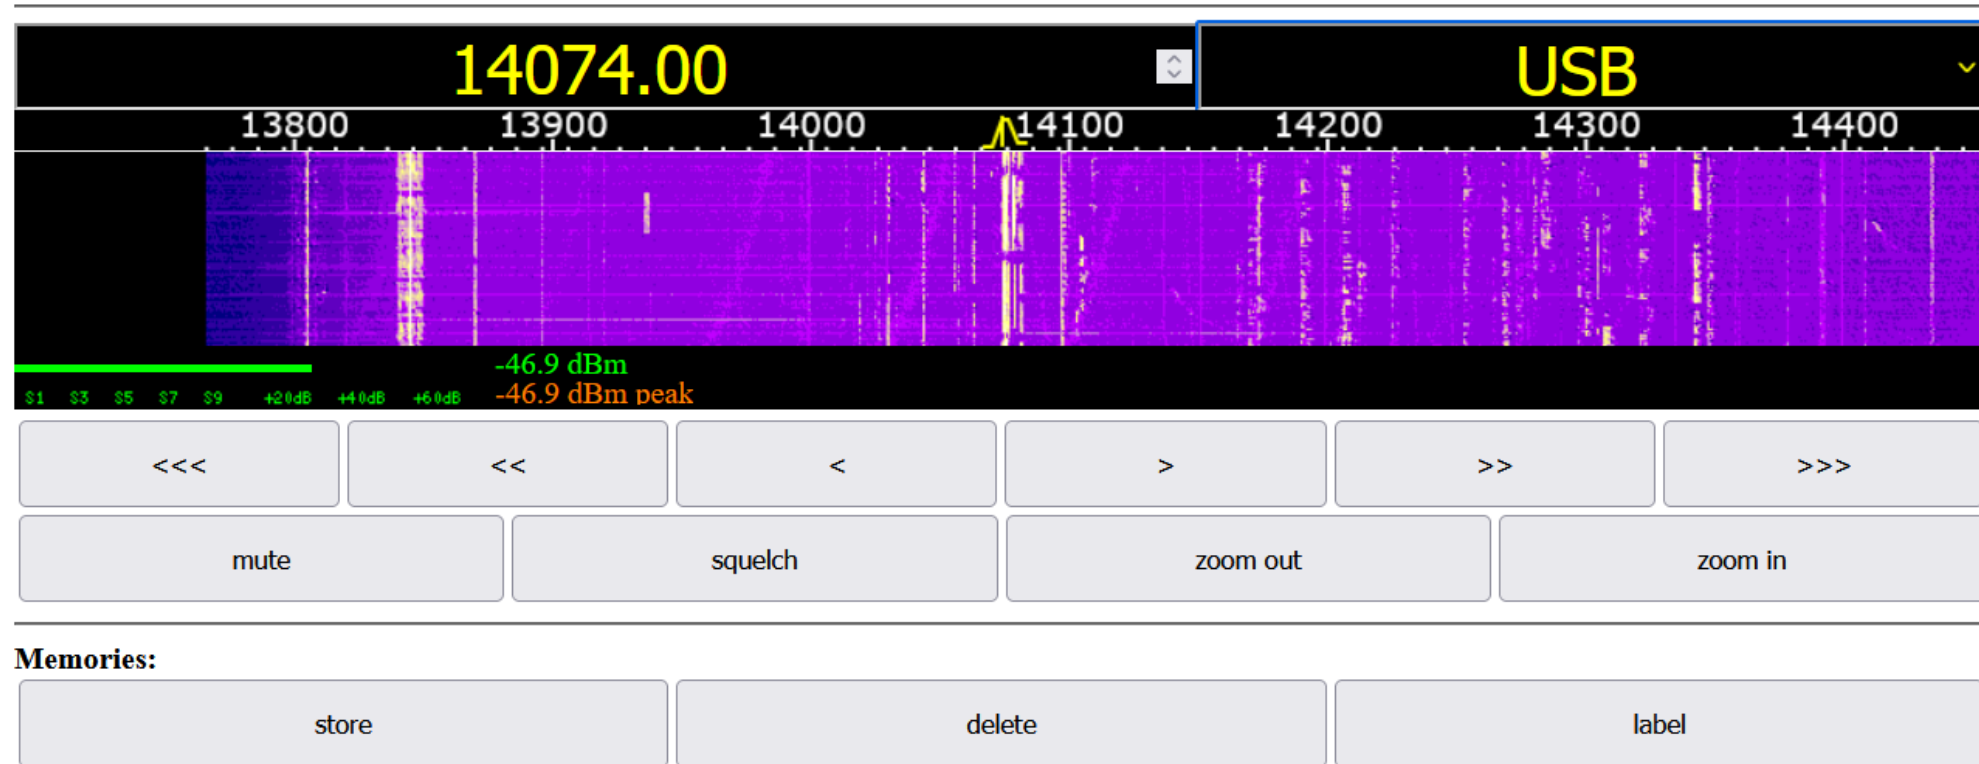 14074.00 USB
13800 13900 14000 14100 14200 14300 14400
-46.9 dBm
S1 S3 S5 S7 S9 +20dB +40dB +60dB -46.9 dBm peak
<<< << < > >> >>>
mute squelch zoom out zoom in
Memories:
store delete label